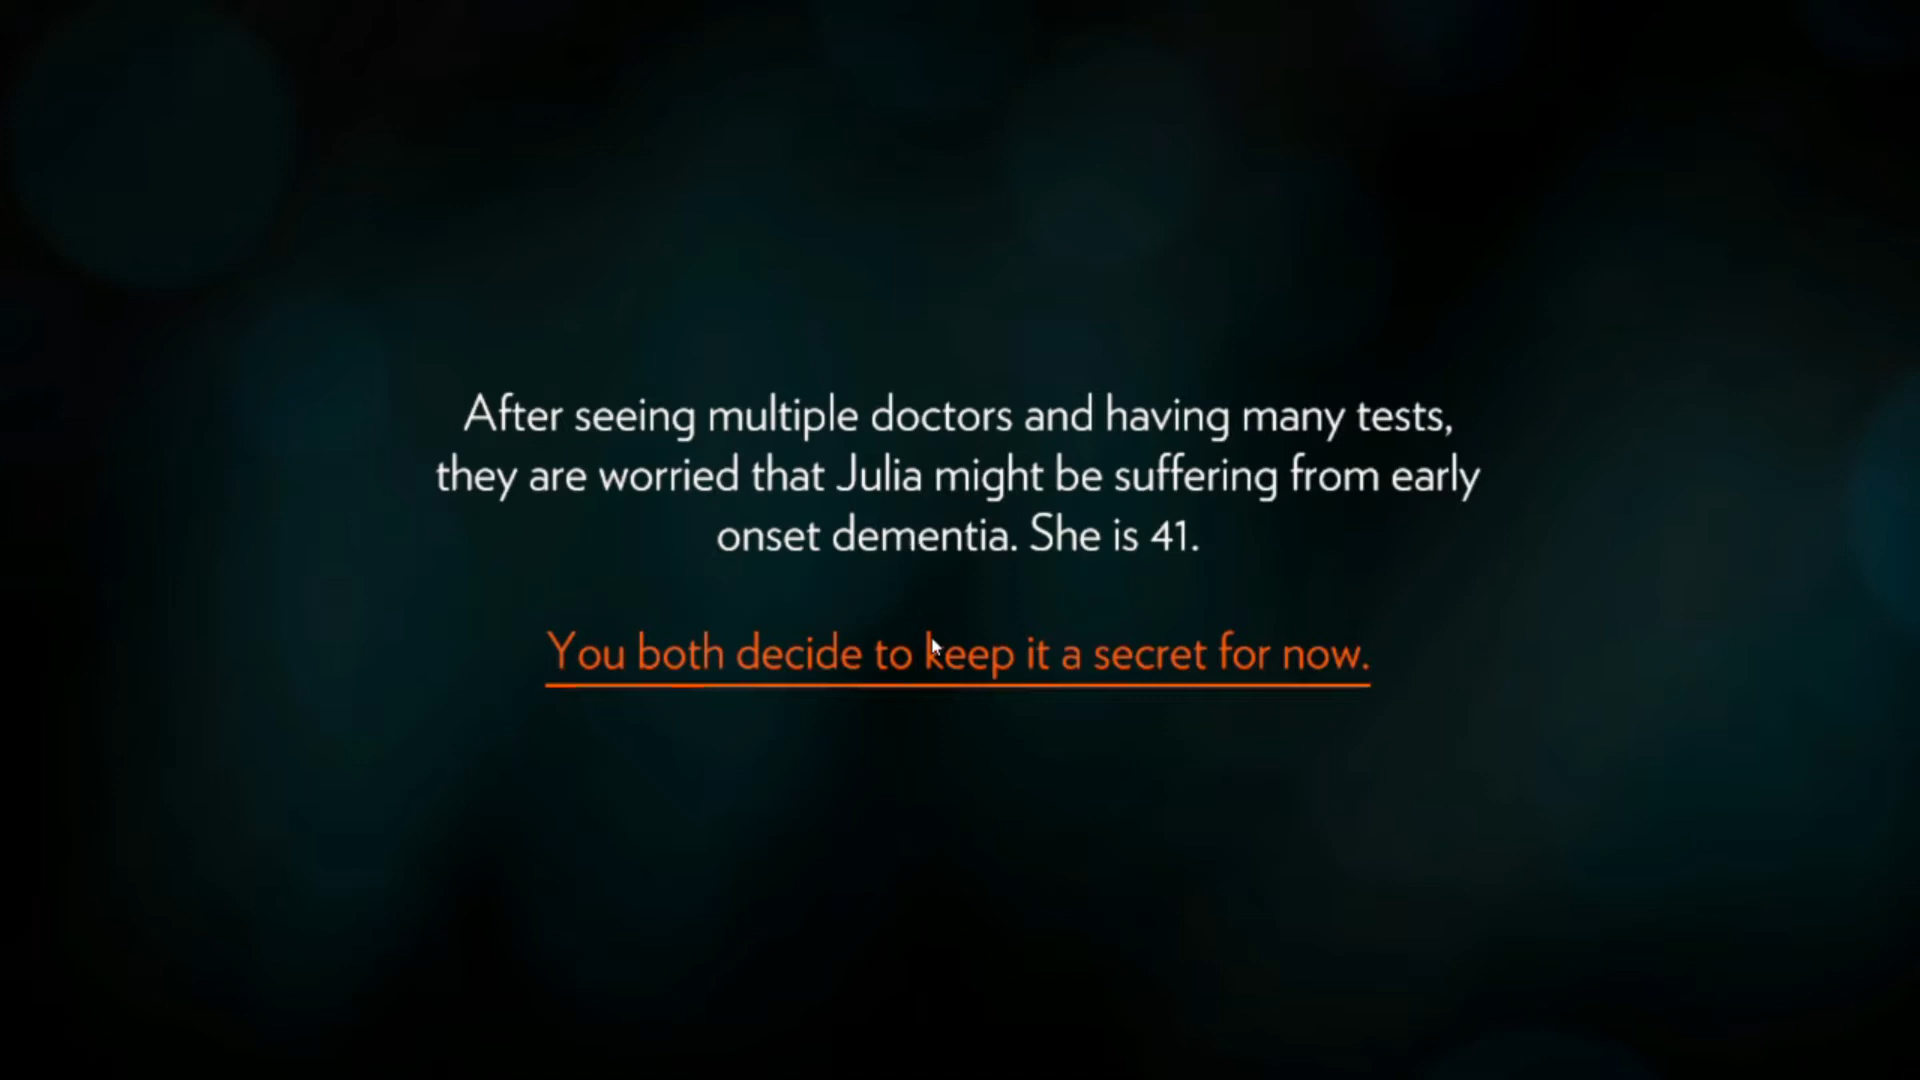 After seeing multiple doctors and having many tests,
they are worried that Julia might be suffering from early
onset dementia. She is 41.
You both decide to keep it a secret for now.